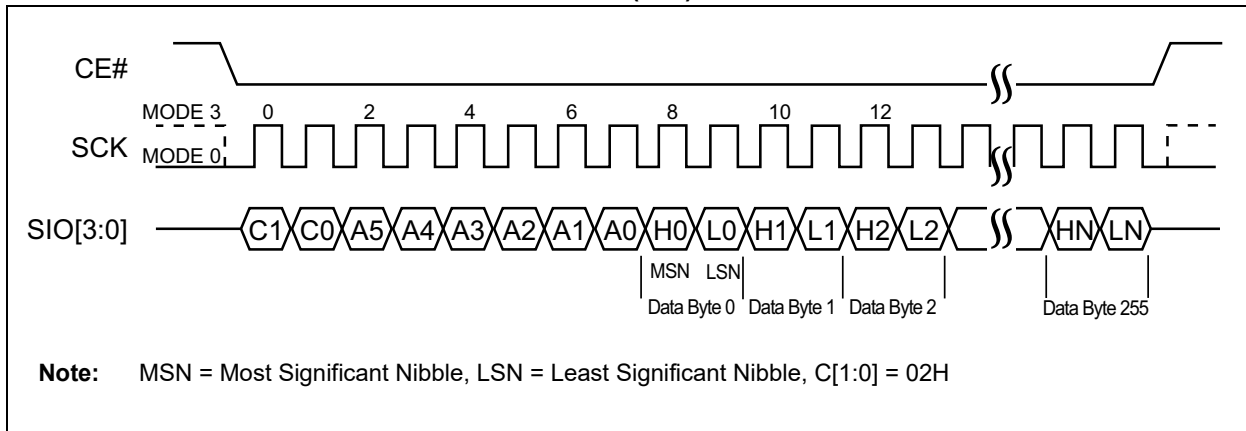 CE#
MODE 3 0 2 4 6 8 10 12
SCK
MODE 0
SIO[3:0] C1 C0 A5 A4 A3 A2 A1 A0 H0 L0 H1 L1 H2 L2 HN LN
MSN LSN
Data Byte 0 Data Byte 1 Data Byte 2 Data Byte 255
Note: MSN = Most Significant Nibble, LSN = Least Significant Nibble, C[1:0] = 02H